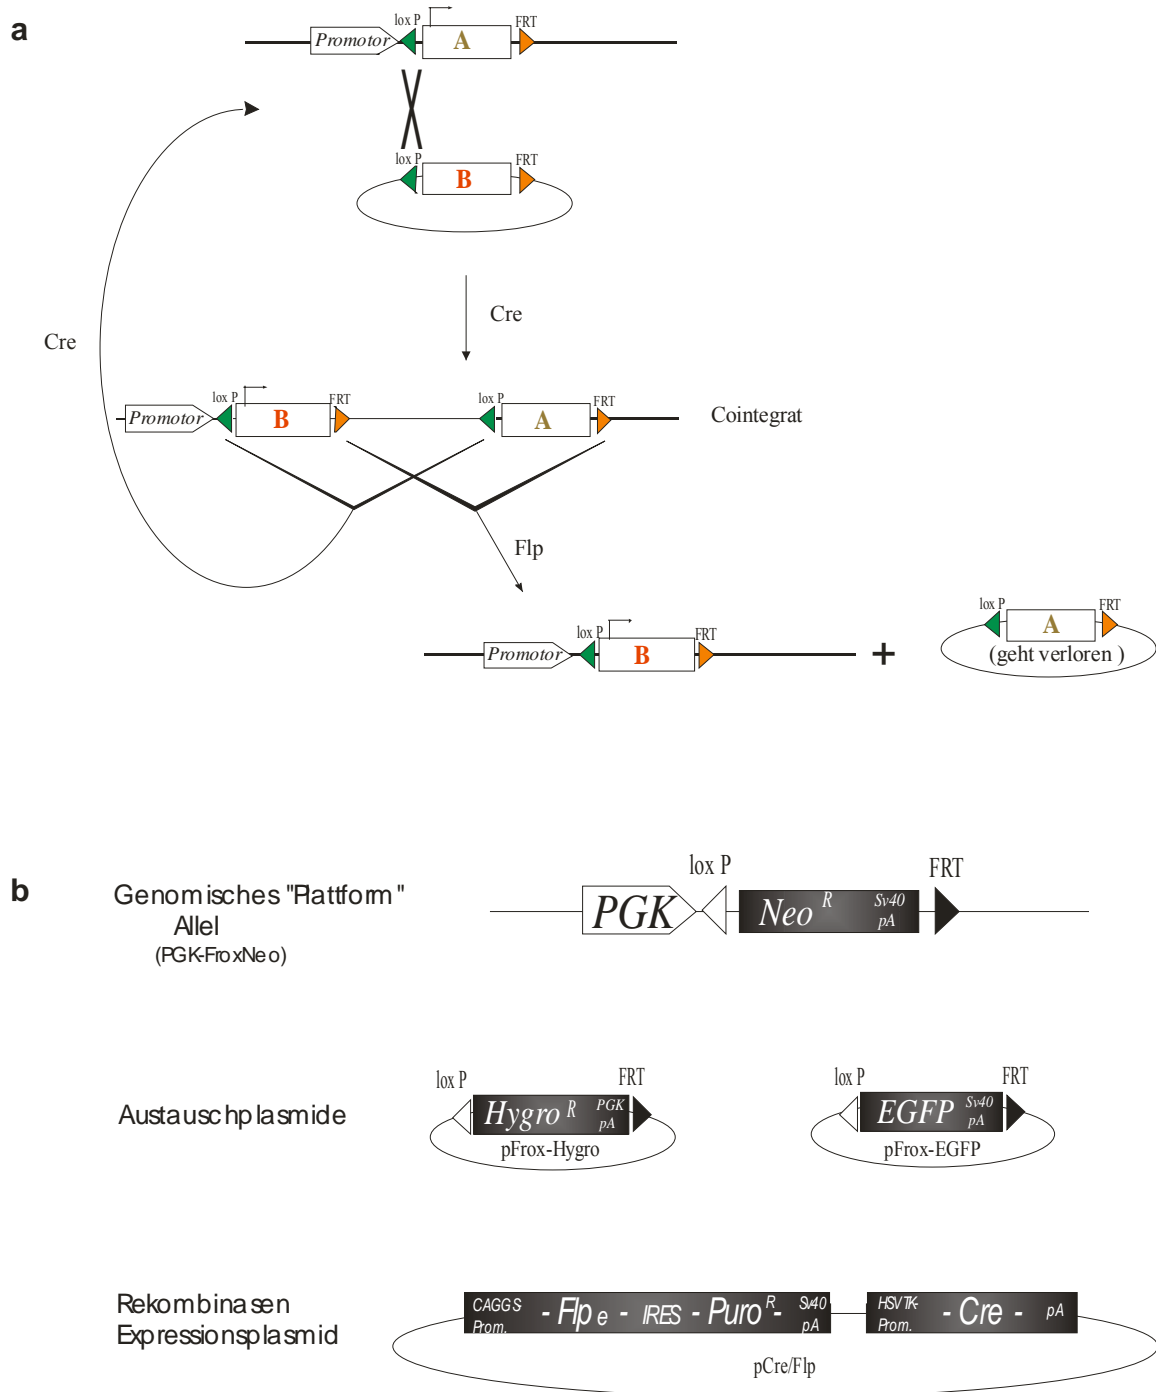 a
lox P
FRT
Promotor
A
lox P
FRT
B
Cre
Cre
lox P
FRT
lox P
FRT
Promotor
B
A
Cointegrat
Flp
lox P
FRT
Promotor
B
+
lox P
FRT
A
(geht verloren )
b
Genomisches "Plattform"
Allel
(PGK-FroxNeo)
lox P
FRT
PGK
Neo R Sv40
pA
Austauschplasmide
lox P
FRT
Hygro R PGK
pA
pFrox-Hygro
lox P
FRT
EGFP Sv40
pA
pFrox-EGFP
Rekombinasen
Expressionsplasmid
CAGGS-
Prom.
- Flp e - IRES - Puro R -
Sv40
pA
HSVTK-
Prom.
- Cre -
pA
pCre/Flp